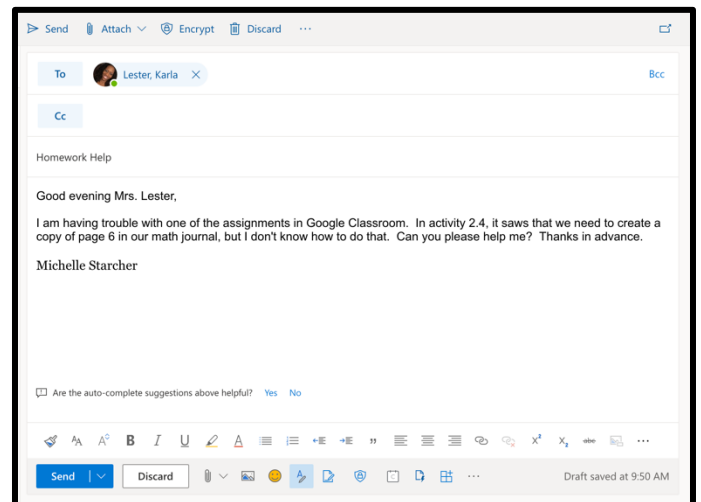 Send Attach Encrypt Discard ...
To Lester, Karla Bcc
Cc
Homework Help
Good evening Mrs. Lester,
I am having trouble with one of the assignments in Google Classroom. In activity 2.4, it saws that we need to create a
copy of page 6 in our math journal, but I don't know how to do that. Can you please help me? Thanks in advance.
Michelle Starcher
Are the auto-complete suggestions above helpful? Yes No
AA A B I U A x² x₂ abc ...
Send Discard ... Draft saved at 9:50 AM